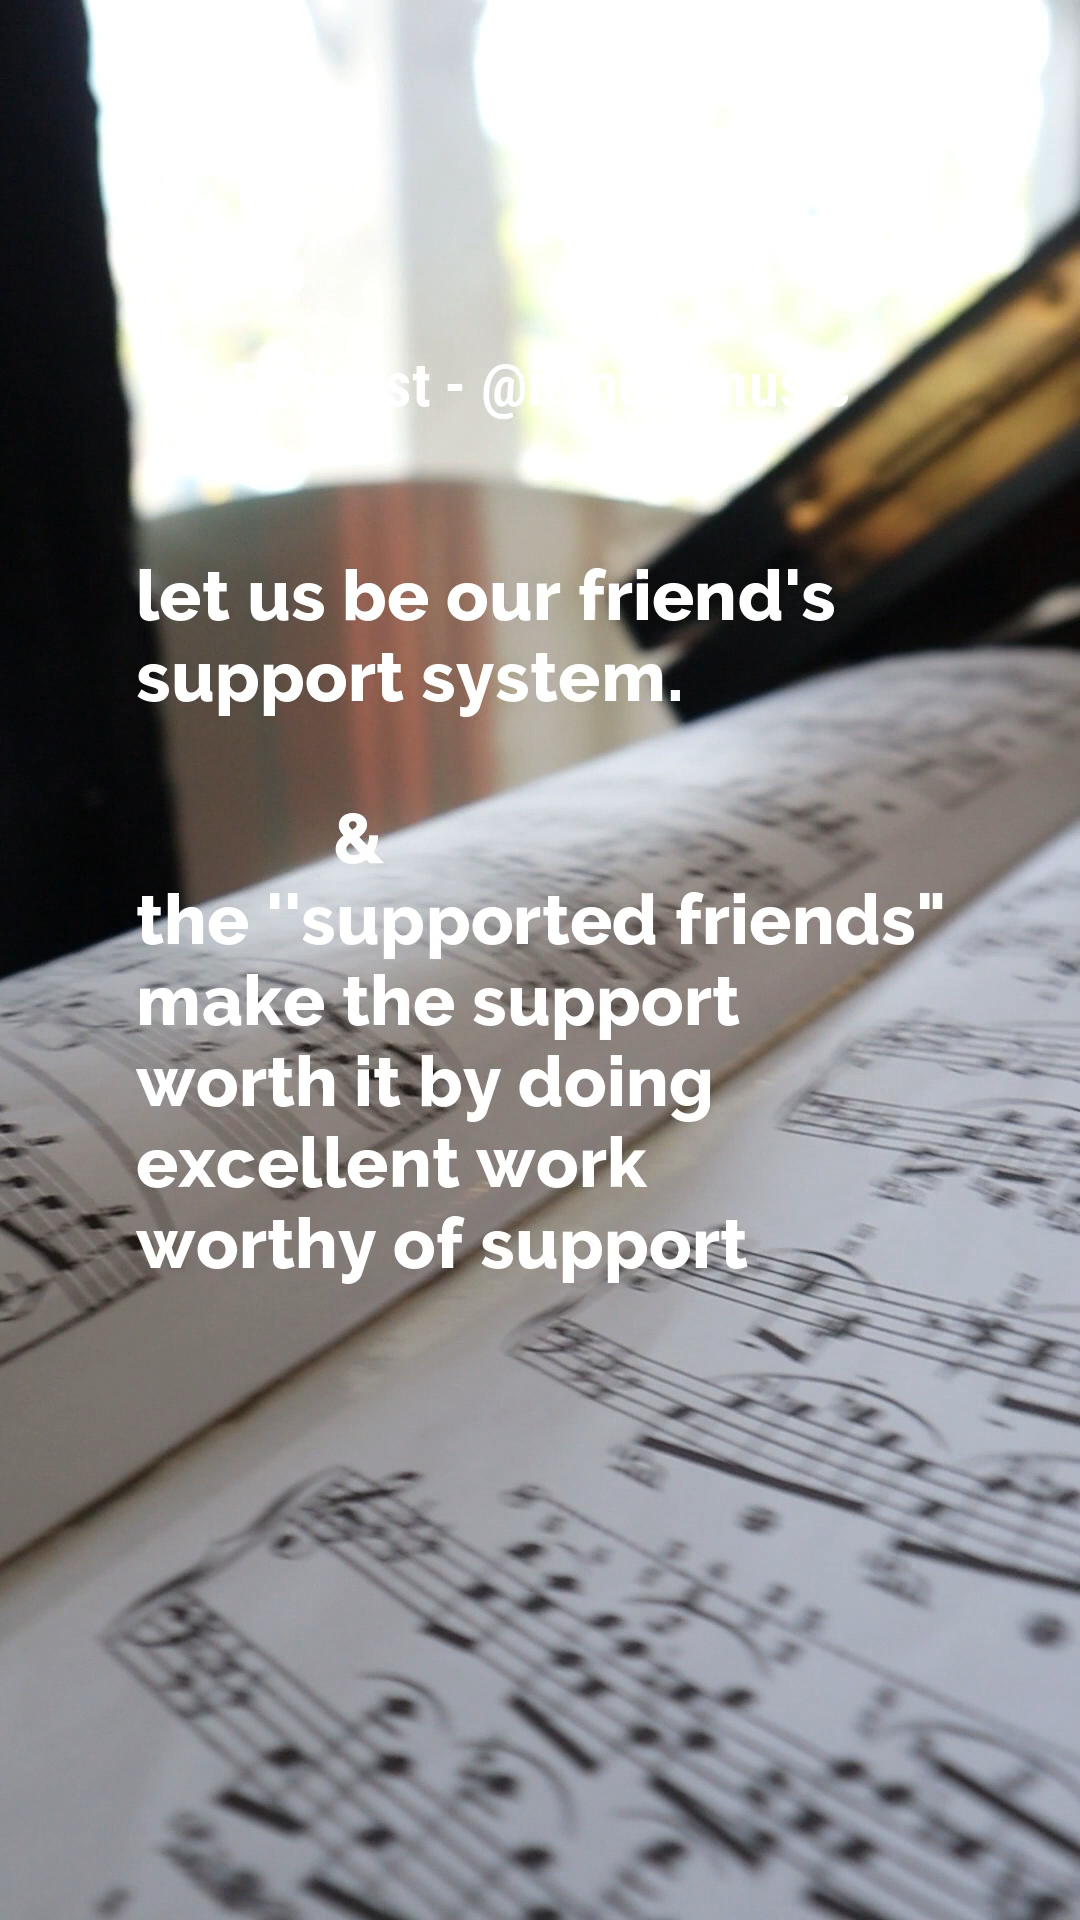 st - @
let us be our friend's
support system.
&
the ''supported friends"
make the support
worth it by doing
excellent work
worthy of support